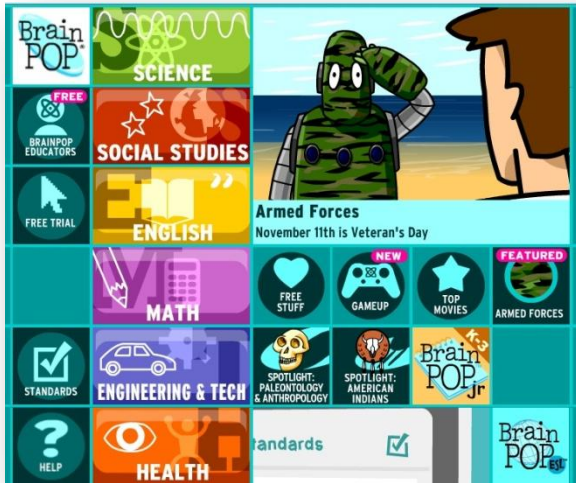 Brain
POP
SCIENCE
FREE
BRAINPOP
EDUCATORS
SOCIAL STUDIES
FREE TRIAL
ENGLISH
Armed Forces
November 11th is Veteran's Day
MATH
FREE
STUFF
NEW
GAMEUP
TOP
MOVIES
FEATURED
ARMED FORCES
STANDARDS
ENGINEERING & TECH
SPOTLIGHT:
PALEONTOLOGY
& ANTHROPOLOGY
SPOTLIGHT:
AMERICAN
INDIANS
K-3
Brain
POP
jr
HELP
HEALTH
tandards
Brain
POP
ESL